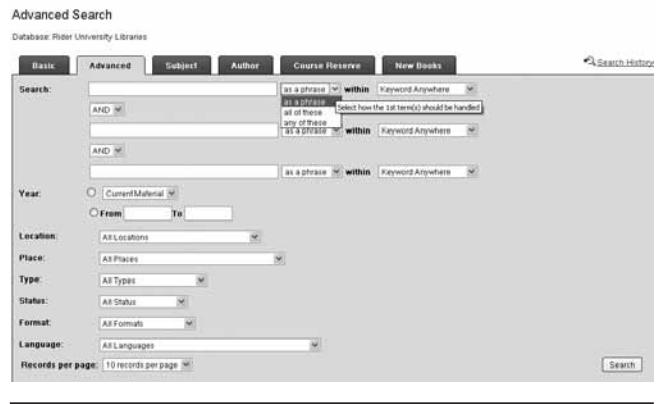 Advanced Search
Database: Rider University Libraries
Basic Advanced Subject Author Course Reserve New Books Search History
Search: as a phrase within Keyword Anywhere
as a phrase
Select how the 1st term(s) should be handled
AND all of these
any of these
as a phrase within Keyword Anywhere
AND
as a phrase within Keyword Anywhere
Year: Current Material
From To
Location: All Locations
Place: All Places
Type: All Types
Status: All Status
Format: All Formats
Language: All Languages
Records per page: 10 records per page Search